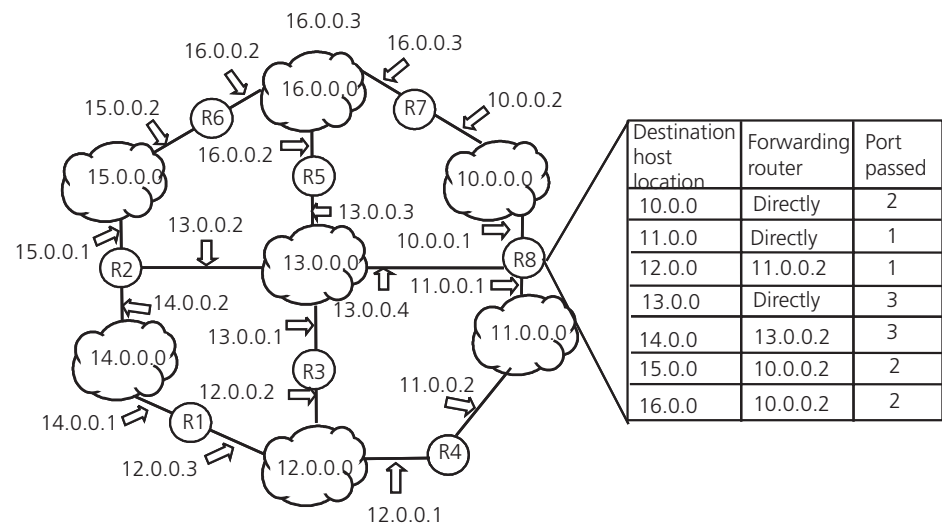 16.0.0.3
16.0.0.2
16.0.0.3
16.0.0.0
15.0.0.2
R6
R7
10.0.0.2
16.0.0.2
15.0.0.0
R5
10.0.0.0
13.0.0.2
13.0.0.3
15.0.0.1
10.0.0.1
R2
13.0.0.0
R8
11.0.0.1
14.0.0.2
13.0.0.4
13.0.0.1
11.0.0.0
14.0.0.0
R3
12.0.0.2
11.0.0.2
14.0.0.1
R1
R4
12.0.0.3
12.0.0.0
12.0.0.1
Destination host location Forwarding router Port passed
10.0.0 Directly 2
11.0.0 Directly 1
12.0.0 11.0.0.2 1
13.0.0 Directly 3
14.0.0 13.0.0.2 3
15.0.0 10.0.0.2 2
16.0.0 10.0.0.2 2